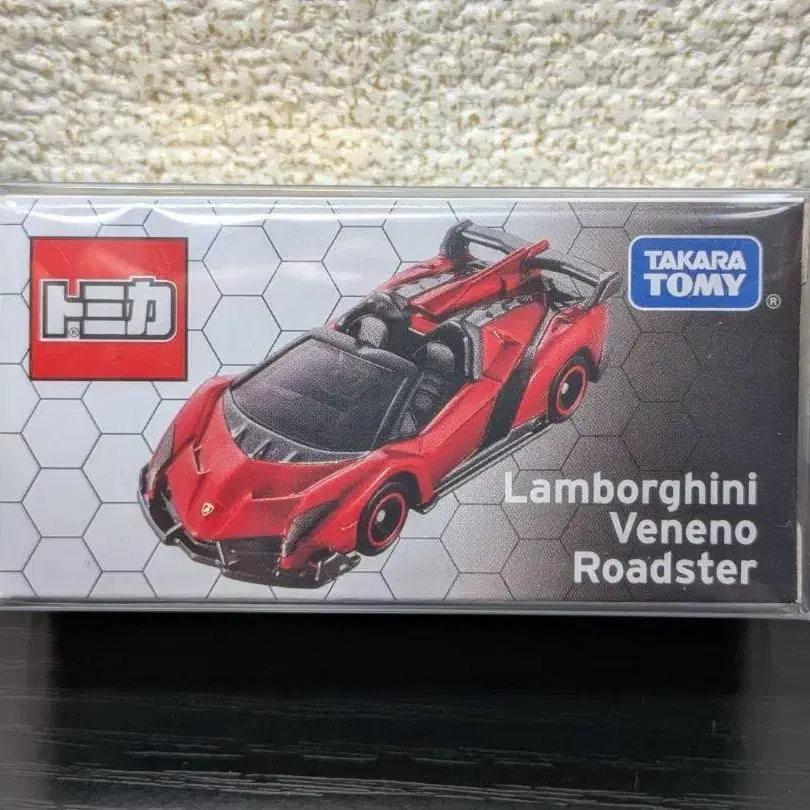 トミカ
®
TAKARA
TOMY
®
Lamborghini
Veneno
Roadster